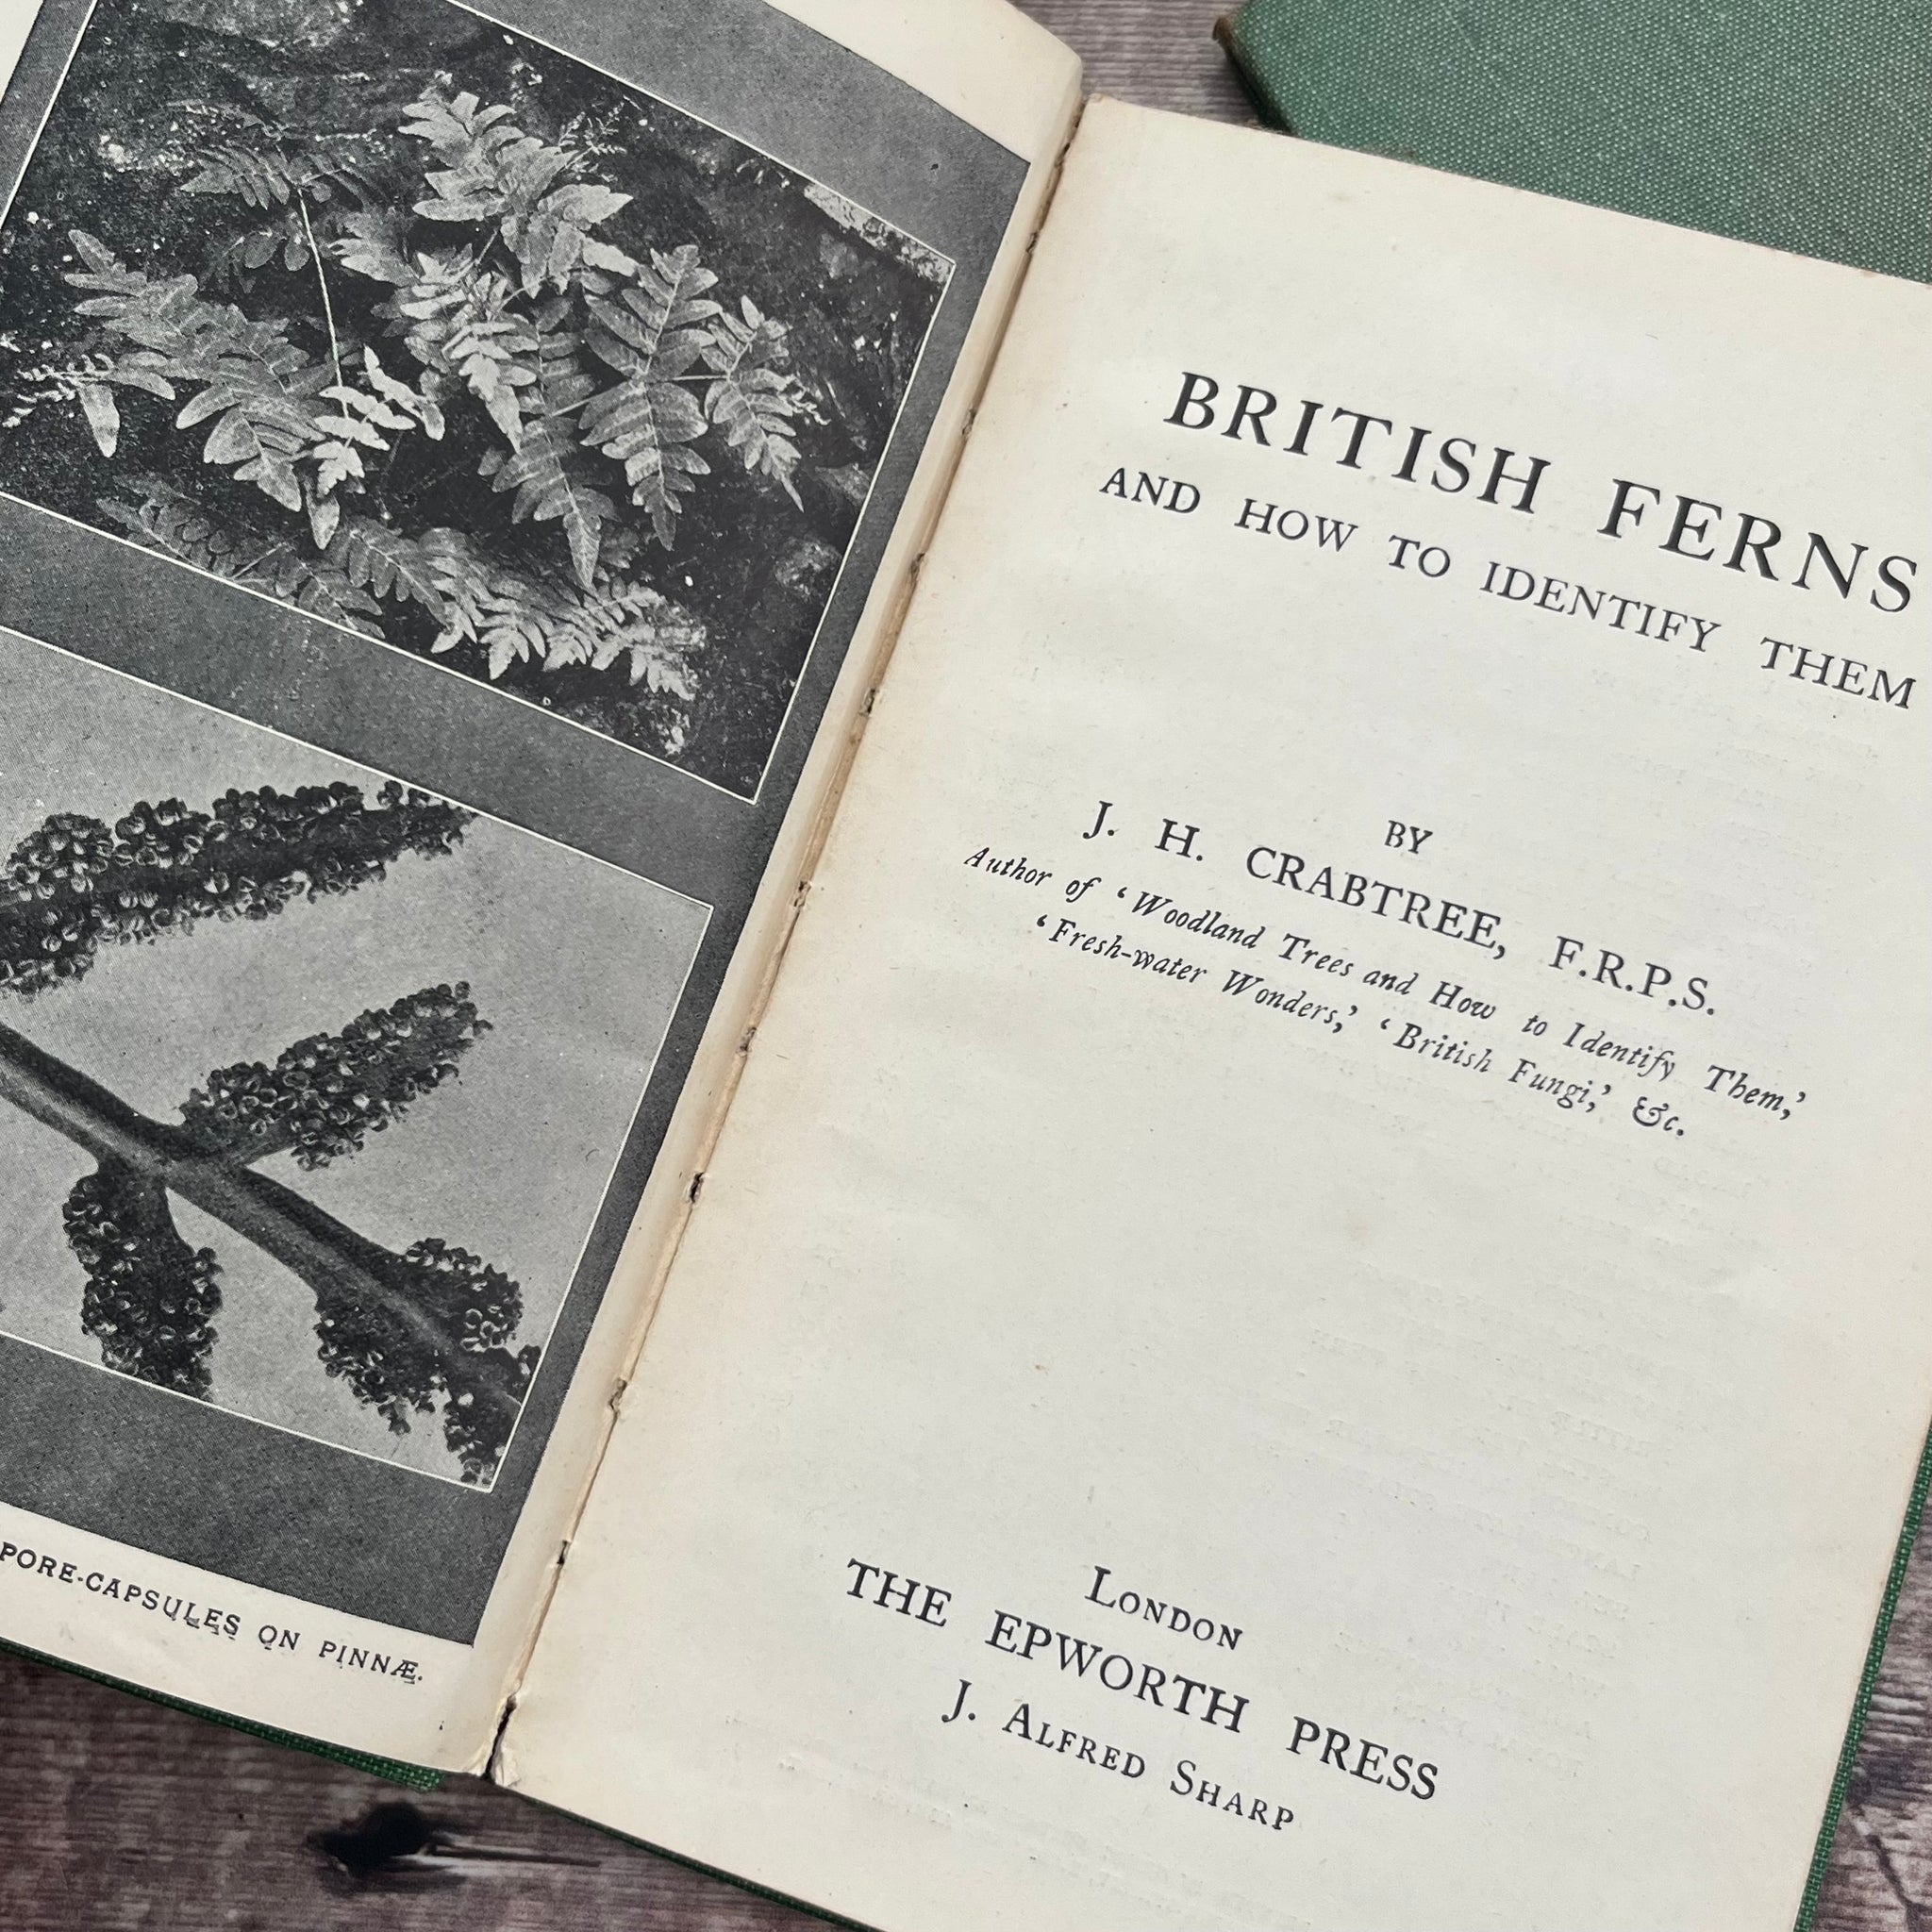 PORE-CAPSULES ON PINNÆ.
BRITISH FERNS
AND HOW TO IDENTIFY THEM
BY
J. H. CRABTREE, F.R.P.S.
Author of ‘Woodland Trees and How to Identify Them,’
‘Fresh-water Wonders,’ ‘British Fungi,’ &c.
London
THE EPWORTH PRESS
J. Alfred Sharp